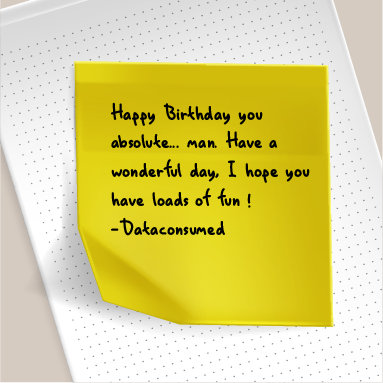 Happy Birthday you
absolute... man. Have a
wonderful day, I hope you
have loads of fun !
-Dataconsumed